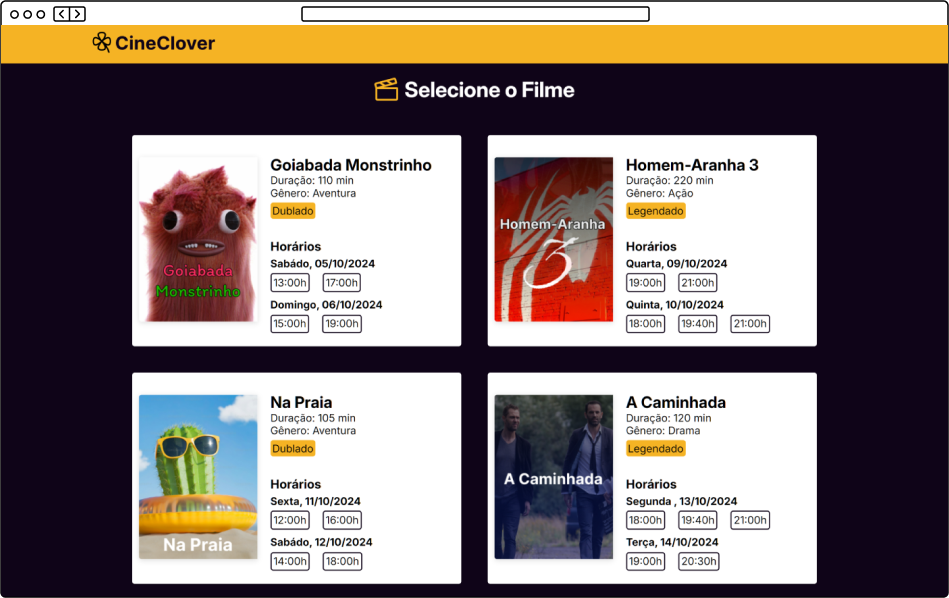 CineClover
Selecione o Filme
Goiabada
Monstrinho
Goiabada Monstrinho
Duração: 110 min
Gênero: Aventura
Dublado
Horários
Sabádo, 05/10/2024
13:00h 17:00h
Domingo, 06/10/2024
15:00h 19:00h
Homem-Aranha
3
Homem-Aranha 3
Duração: 220 min
Gênero: Ação
Legendado
Horários
Quarta, 09/10/2024
19:00h 21:00h
Quinta, 10/10/2024
18:00h 19:40h 21:00h
Na Praia
Na Praia
Duração: 105 min
Gênero: Aventura
Dublado
Horários
Sexta, 11/10/2024
12:00h 16:00h
Sabádo, 12/10/2024
14:00h 18:00h
A Caminhada
A Caminhada
Duração: 120 min
Gênero: Drama
Legendado
Horários
Segunda , 13/10/2024
18:00h 19:40h 21:00h
Terça, 14/10/2024
19:00h 20:30h